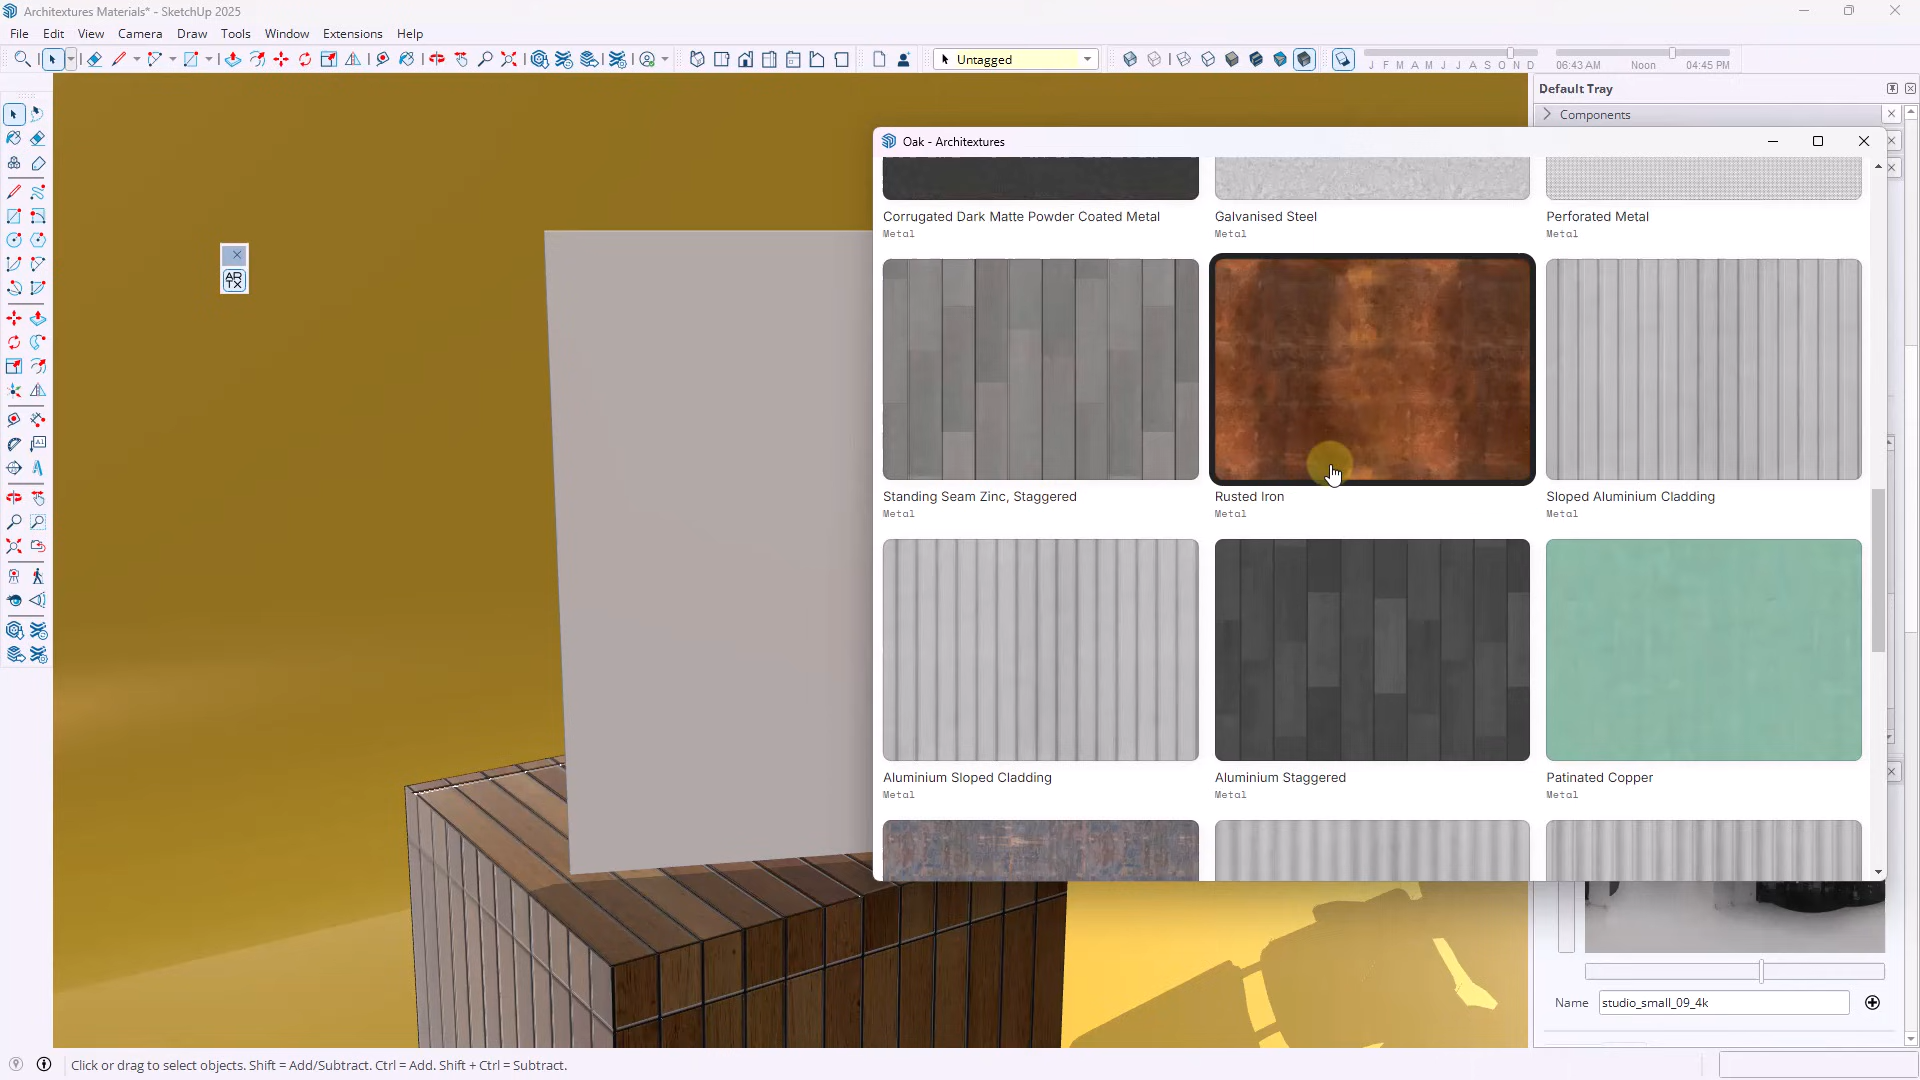 Architextures Materials* - SketchUp 2025
File Edit View Camera Draw Tools Window Extensions Help
Untagged
J F M A M J J A S O N D
06:43 AM Noon 04:45 PM
Default Tray
Components
AR
TX
Oak - Architextures
Corrugated Dark Matte Powder Coated Metal
Metal
Galvanised Steel
Metal
Perforated Metal
Metal
Standing Seam Zinc, Staggered
Metal
Rusted Iron
Metal
Sloped Aluminium Cladding
Metal
Aluminium Sloped Cladding
Metal
Aluminium Staggered
Metal
Patinated Copper
Metal
Name studio_small_09_4k
Click or drag to select objects. Shift = Add/Subtract. Ctrl = Add. Shift + Ctrl = Subtract.